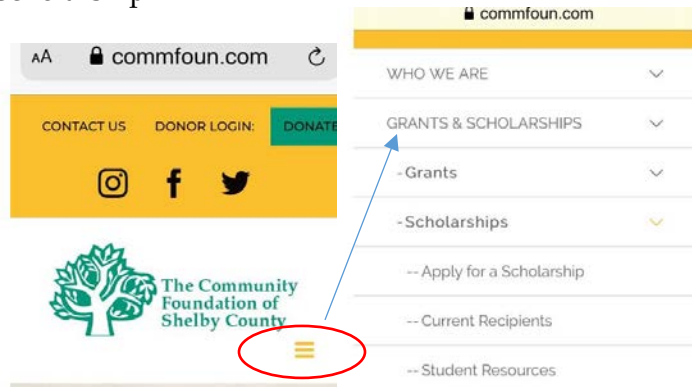 commfoun.com
AA commfoun.com
CONTACT US DONOR LOGIN: DONATE
The Community
Foundation of
Shelby County
WHO WE ARE
GRANTS & SCHOLARSHIPS
- Grants
- Scholarships
-- Apply for a Scholarship
-- Current Recipients
-- Student Resources